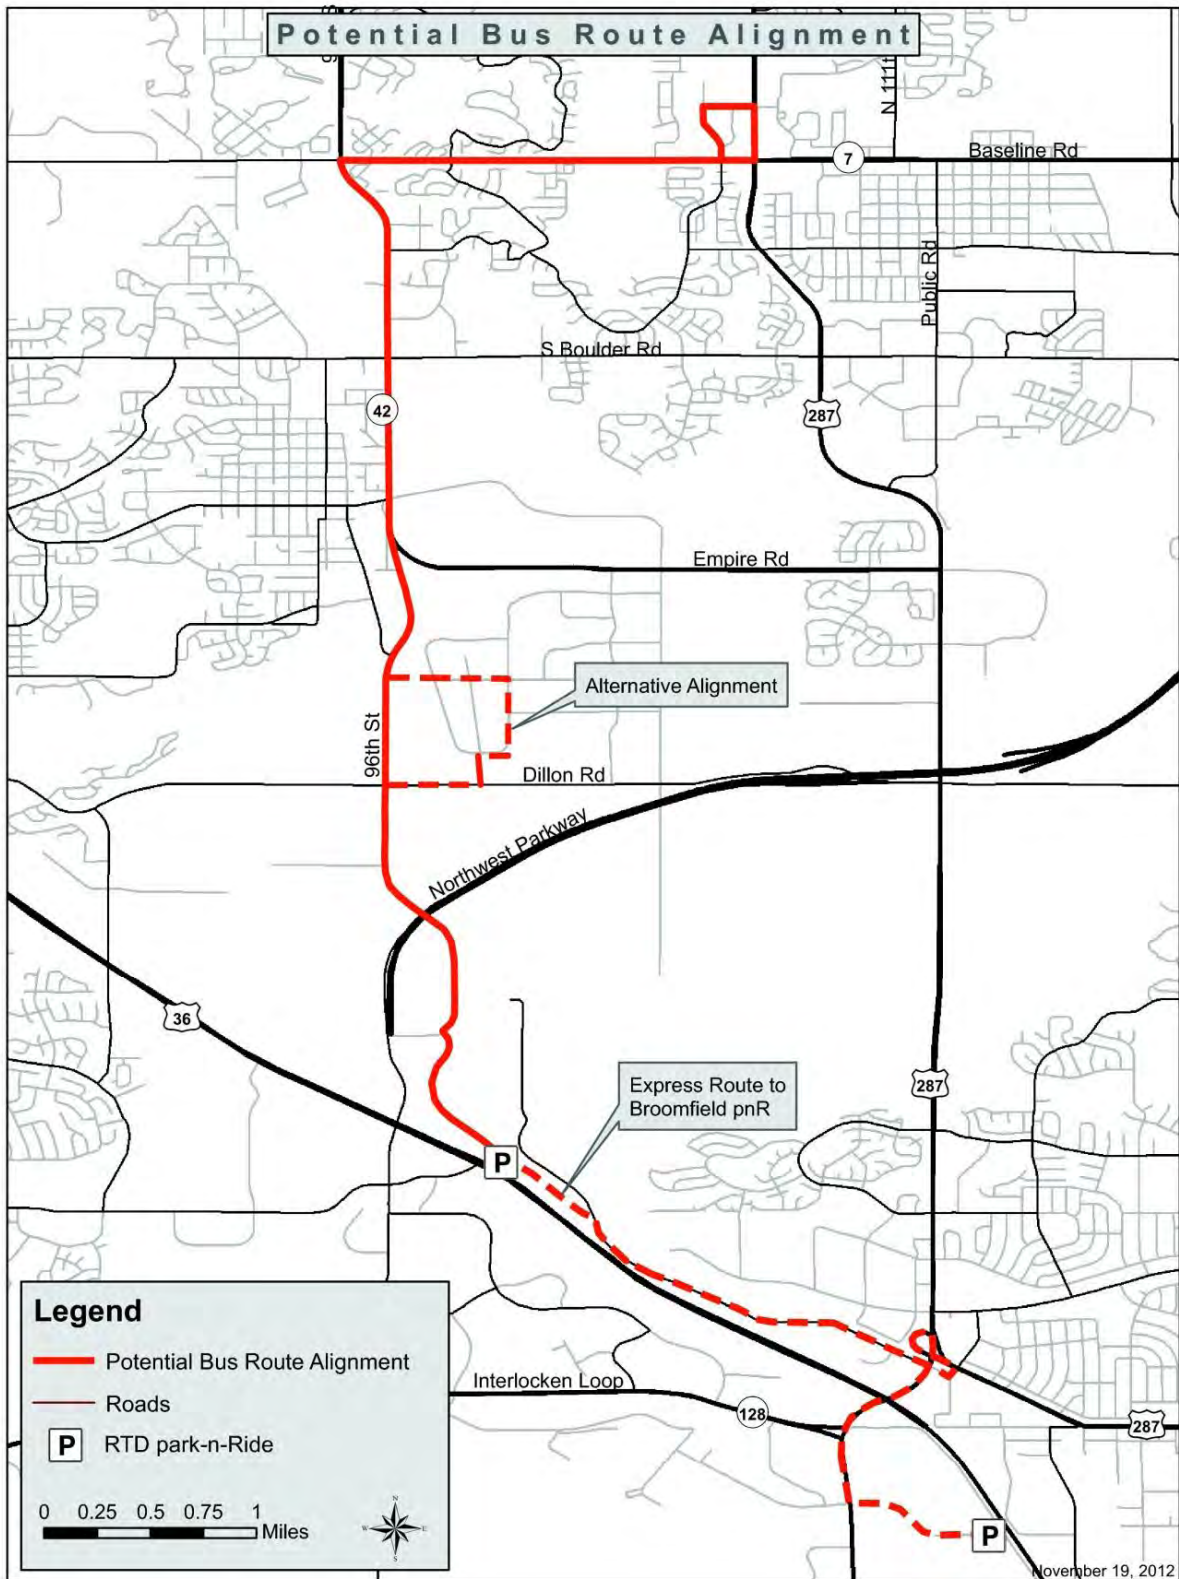 Potential Bus Route Alignment
N 111t
7
Baseline Rd
Public Rd
S Boulder Rd
42
287
Empire Rd
Alternative Alignment
96th St
Dillon Rd
Northwest Parkway
36
287
Express Route to
Broomfield pnR
P
Legend
Potential Bus Route Alignment
Roads
P RTD park-n-Ride
0 0.25 0.5 0.75 1
Miles
N
W E
S
Interlocken Loop
128
287
P
November 19, 2012